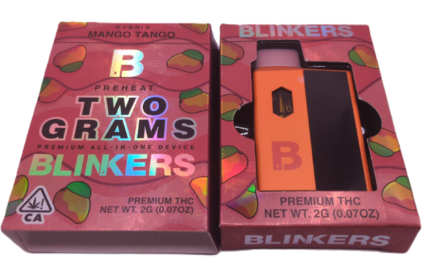 HYBRID
MANGO TANGO
B
PREHEAT
TWO
GRAMS
PREMIUM ALL-IN-ONE DEVICE
BLINKERS
CA
PREMIUM THC
NET WT. 2G (0.07OZ)
BLINKERS
B
PREMIUM THC
NET WT. 2G (0.07OZ)
BLINKERS